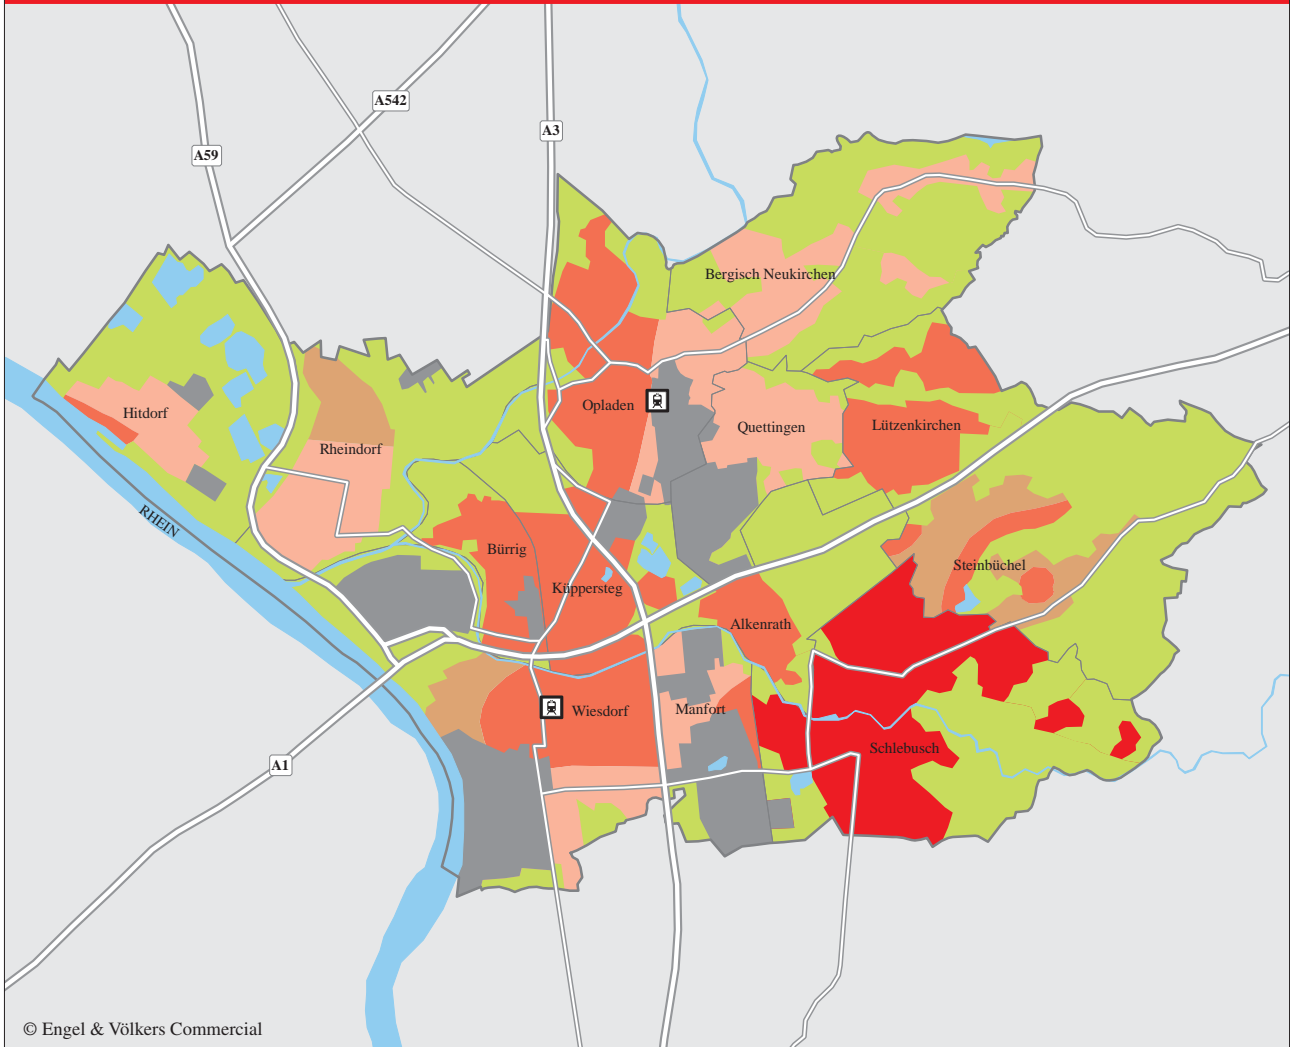 A542
A3
A59
Bergisch Neukirchen
Hitdorf
Opladen
Quettingen
Lützenkirchen
Rheindorf
RHEIN
Bürrig
Steinbüchel
Küppersteg
Alkenrath
Wiesdorf
Manfort
Schlebusch
A1
© Engel & Völkers Commercial